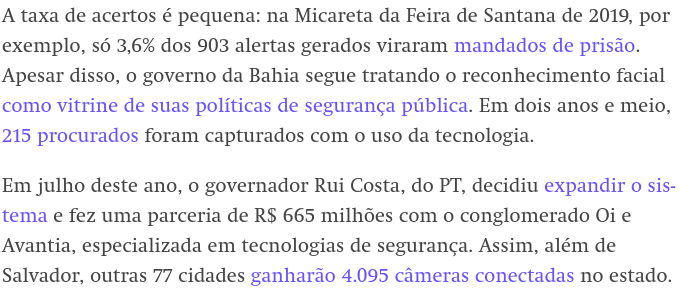 A taxa de acertos é pequena: na Micareta da Feira de Santana de 2019, por
exemplo, só 3,6% dos 903 alertas gerados viraram mandados de prisão.
Apesar disso, o governo da Bahia segue tratando o reconhecimento facial
como vitrine de suas políticas de segurança pública. Em dois anos e meio,
215 procurados foram capturados com o uso da tecnologia.
Em julho deste ano, o governador Rui Costa, do PT, decidiu expandir o sis-
tema e fez uma parceria de R$ 665 milhões com o conglomerado Oi e
Avantia, especializada em tecnologias de segurança. Assim, além de
Salvador, outras 77 cidades ganharão 4.095 câmeras conectadas no estado.